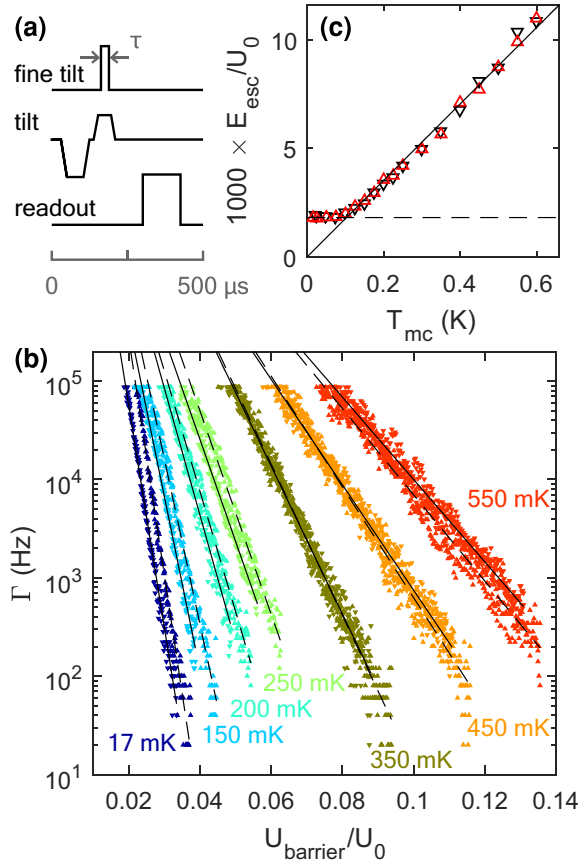 (a)
fine tilt
τ
tilt
readout
0
500 μs
(c)
1000 × E_esc/U_0
10
5
0
0
0.2
0.4
0.6
T_mc (K)
(b)
Γ (Hz)
10^5
10^4
10^3
10^2
10^1
550 mK
250 mK
200 mK
450 mK
17 mK
150 mK
350 mK
0.02
0.04
0.06
0.08
0.1
0.12
0.14
U_barrier/U_0